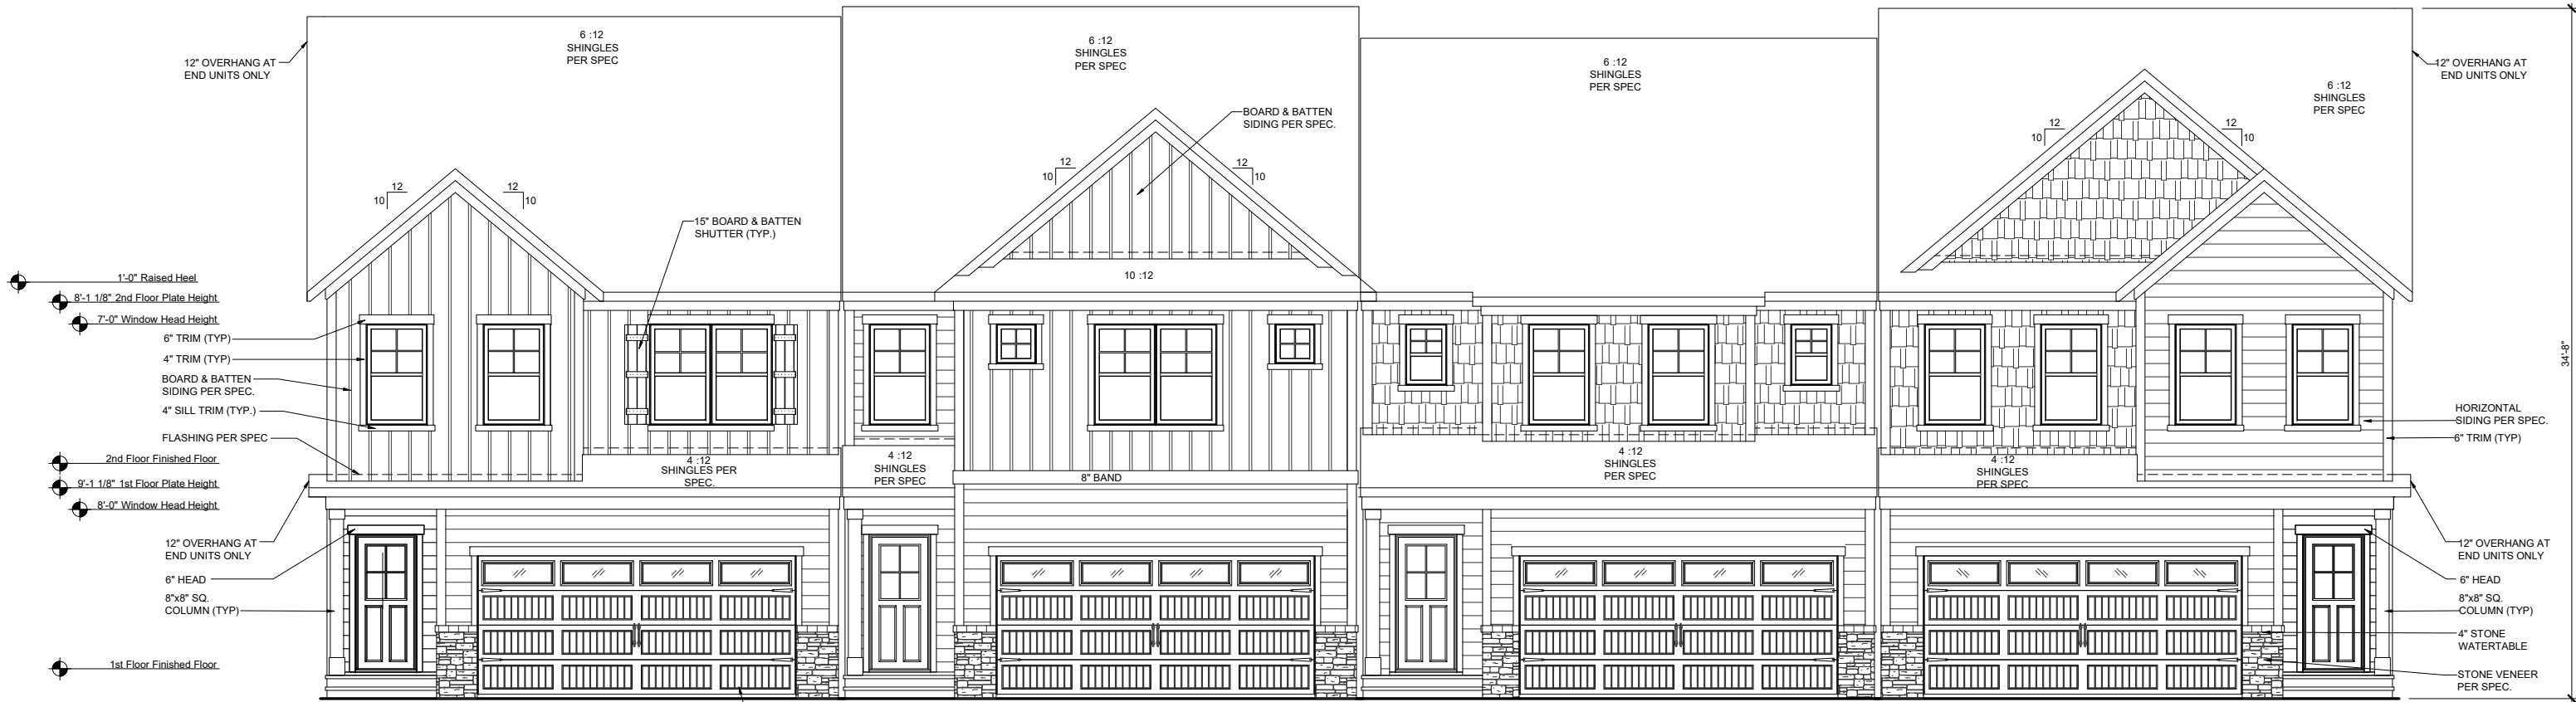 6 :12
SHINGLES
PER SPEC
6 :12
SHINGLES
PER SPEC
6 :12
SHINGLES
PER SPEC
6 :12
SHINGLES
PER SPEC
12" OVERHANG AT
END UNITS ONLY
12" OVERHANG AT
END UNITS ONLY
BOARD & BATTEN
SIDING PER SPEC.
12
10
12
10
12
10
12
10
12
10
12
10
15" BOARD & BATTEN
SHUTTER (TYP.)
10 :12
1'-0" Raised Heel
8'-1 1/8" 2nd Floor Plate Height
7'-0" Window Head Height
6" TRIM (TYP)
4" TRIM (TYP)
BOARD & BATTEN
SIDING PER SPEC.
4" SILL TRIM (TYP.)
FLASHING PER SPEC
2nd Floor Finished Floor
9'-1 1/8" 1st Floor Plate Height
8'-0" Window Head Height
12" OVERHANG AT
END UNITS ONLY
6" HEAD
8"x8" SQ.
COLUMN (TYP)
1st Floor Finished Floor
4 :12
SHINGLES PER
SPEC.
4 :12
SHINGLES
PER SPEC
8" BAND
4 :12
SHINGLES
PER SPEC
4 :12
SHINGLES
PER SPEC
34'-8"
HORIZONTAL
SIDING PER SPEC.
6" TRIM (TYP)
12" OVERHANG AT
END UNITS ONLY
6" HEAD
8"x8" SQ.
COLUMN (TYP)
4" STONE
WATERTABLE
STONE VENEER
PER SPEC.